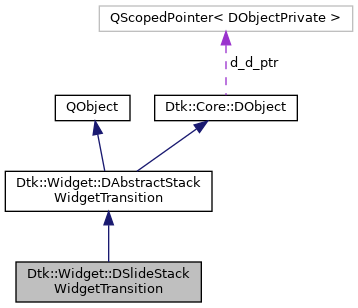 QScopedPointer< DObjectPrivate >
d_d_ptr
QObject
Dtk::Core::DObject
Dtk::Widget::DAbstractStack
WidgetTransition
Dtk::Widget::DSlideStack
WidgetTransition